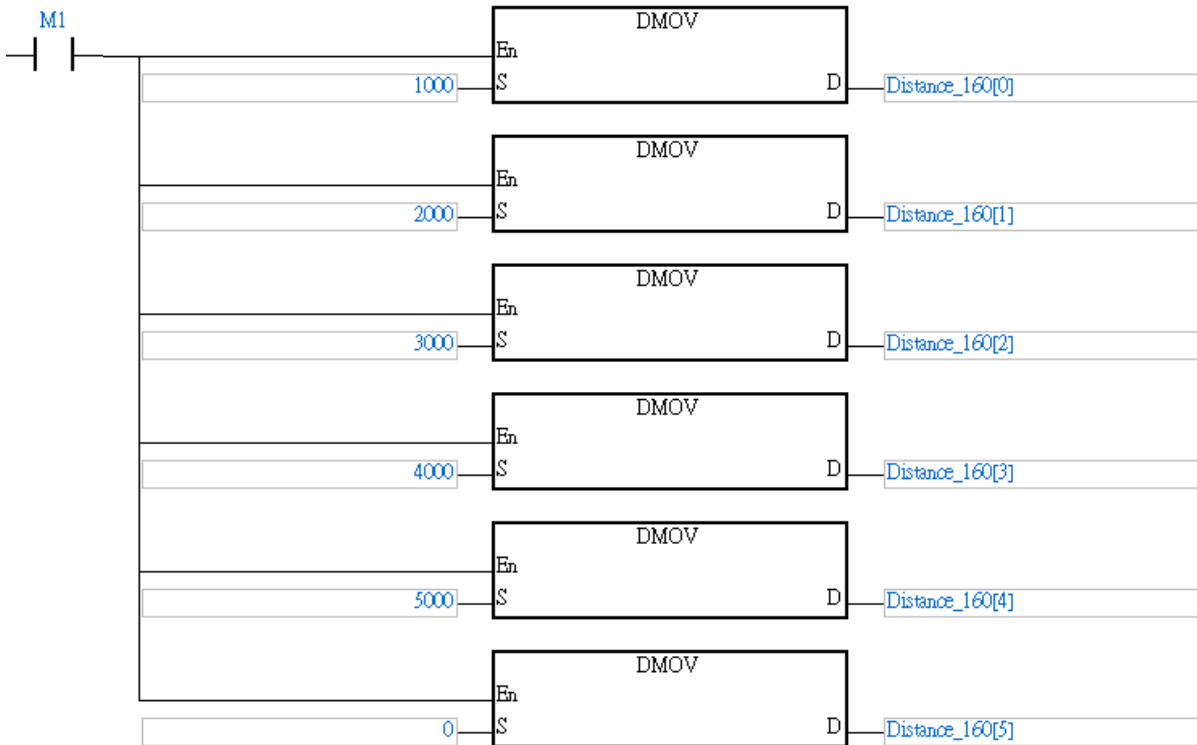 M1
DMOV
En
1000 S D Distance_160[0]
DMOV
En
2000 S D Distance_160[1]
DMOV
En
3000 S D Distance_160[2]
DMOV
En
4000 S D Distance_160[3]
DMOV
En
5000 S D Distance_160[4]
DMOV
En
0 S D Distance_160[5]